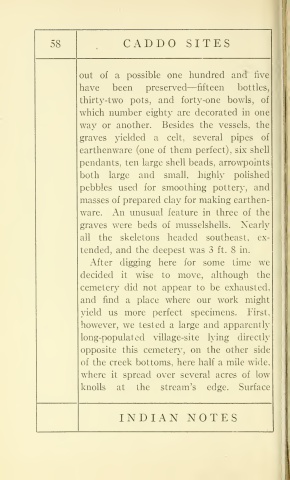 58
CADDO SITES
out of a possible one hundred and five
have been preserved—fifteen bottles,
thirty-two pots, and forty-one bowls, of
which number eighty are decorated in one
way or another. Besides the vessels, the
graves yielded a celt, several pipes of
earthenware (one of them perfect), six shell
pendants, ten large shell beads, arrowpoints
both large and small, highly polished
pebbles used for smoothing pottery, and
masses of prepared clay for making earthen-
ware. An unusual feature in three of the
graves were beds of musselshells. Nearly
all the skeletons headed southeast, ex-
tended, and the deepest was 3 ft. 8 in.
After digging here for some time we
decided it wise to move, although the
cemetery did not appear to be exhausted,
and find a place where our work might
yield us more perfect specimens. First,
however, we tested a large and apparently
long-populated village-site lying directly
opposite this cemetery, on the other side
of the creek bottoms, here half a mile wide,
where it spread over several acres of low
knolls at the stream's edge. Surface
INDIAN NOTES